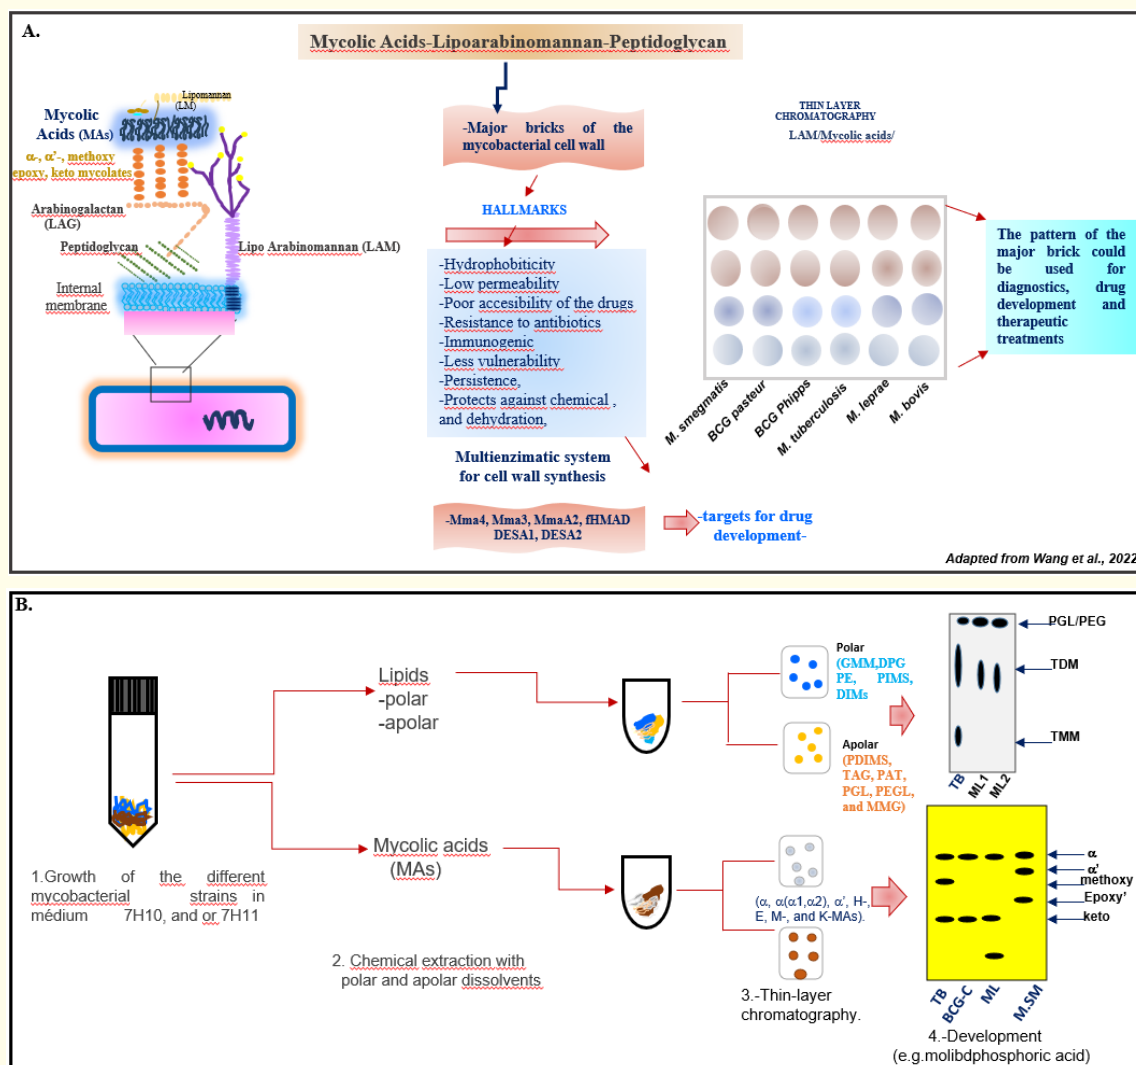 A.
Mycolic Acids-Lipoarabinomannan-Peptidoglycan
Lipomannan
(LM)
Mycolic
Acids (MAs)
α-, α'-, methoxy
epoxy, keto mycolates
Arabinogalactan
(LAG)
Peptidoglycan
Lipo Arabinomannan (LAM)
Internal
membrane
-Major bricks of the
mycobacterial cell wall
HALLMARKS
-Hydrophobiticity
-Low permeability
-Poor accesibility of the drugs
-Resistance to antibiotics
-Immunogenic
-Less vulnerability
-Persistence,
-Protects against chemical ,
and dehydration,
Multienzimatic system
for cell wall synthesis
-Mma4, Mma3, MmaA2, fHMAD
DESA1, DESA2
-targets for drug
development-
THIN LAYER
CHROMATOGRAPHY
LAM/Mycolic acids/
M. smegmatis
BCG pasteur
BCG Phipps
M. tuberculosis
M. leprae
M. bovis
The pattern of the
major brick could
be used for
diagnostics, drug
development and
therapeutic
treatments
Adapted from Wang et al., 2022
B.
1.Growth of the different
mycobacterial strains in
médium 7H10, and or 7H11
Lipids
-polar
-apolar
Mycolic acids
(MAs)
2. Chemical extraction with
polar and apolar dissolvents
Polar
(GMM,DPG
PE, PIMS,
DIMs)
Apolar
(PDIMS,
TAG, PAT,
PGL, PEGL,
and MMG)
(α, α(α1,α2), α', H-,
E, M-, and K-MAs).
3.-Thin-layer
chromatography.
PGL/PEG
TDM
TMM
TB
ML1
ML2
α
α'
methoxy
Epoxy'
keto
TB
BCG-C
ML
M.SM
4.-Development
(e.g.molibdphosphoric acid)